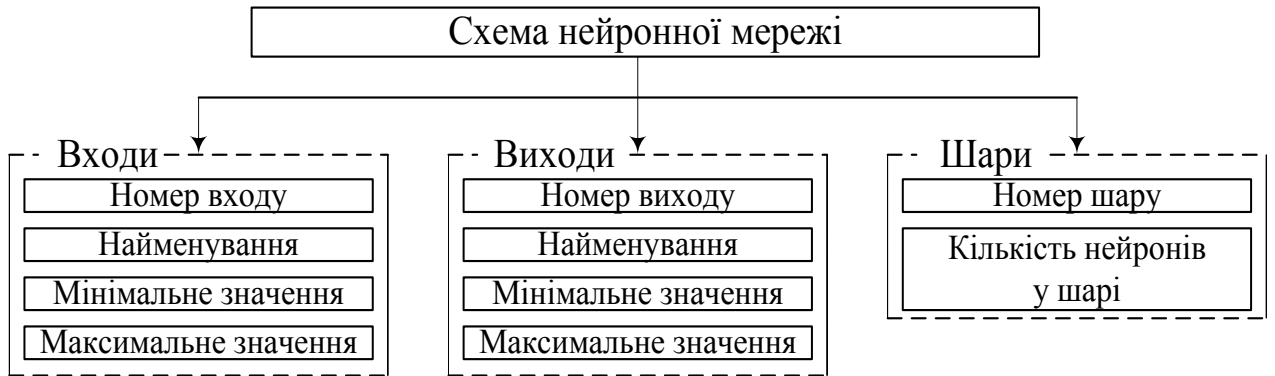 Схема нейронної мережі
Входи
Номер входу
Найменування
Мінімальне значення
Максимальне значення
Виходи
Номер виходу
Найменування
Мінімальне значення
Максимальне значення
Шари
Номер шару
Кількість нейронів
у шарі